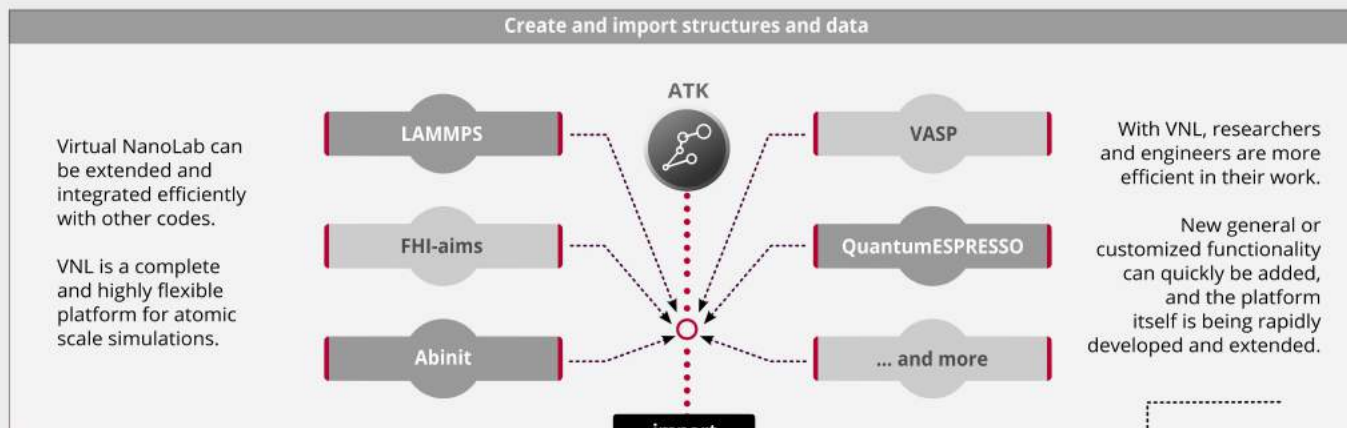 Create and import structures and data
Virtual NanoLab can
be extended and
integrated efficiently
with other codes.
VNL is a complete
and highly flexible
platform for atomic
scale simulations.
LAMMPS
FHI-aims
Abinit
ATK
VASP
QuantumESPRESSO
... and more
With VNL, researchers
and engineers are more
efficient in their work.
New general or
customized functionality
can quickly be added,
and the platform
itself is being rapidly
developed and extended.
import